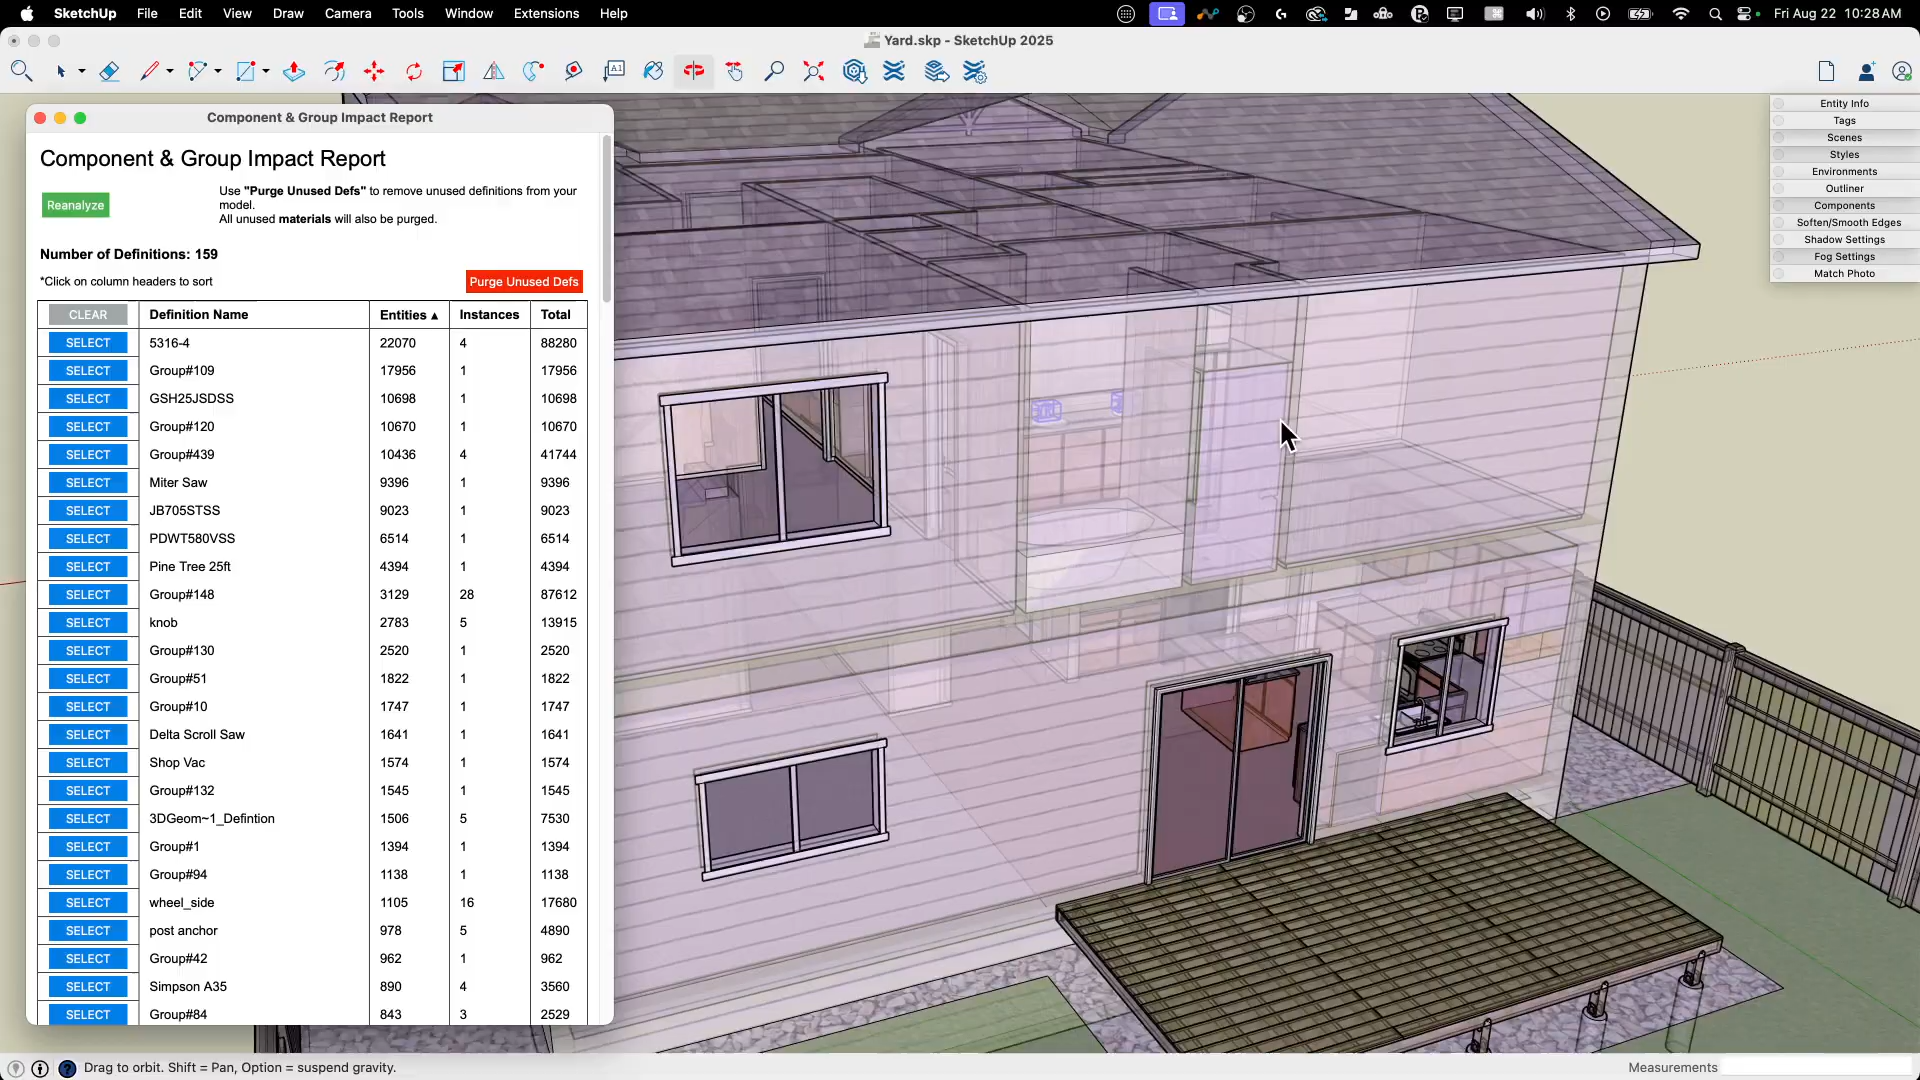 SketchUp File Edit View Draw Camera Tools Window Extensions Help Fri Aug 22 10:28 AM
Yard.skp - SketchUp 2025
A1
Component & Group Impact Report
Component & Group Impact Report
Reanalyze
Use "Purge Unused Defs" to remove unused definitions from your
model.
All unused materials will also be purged.
Number of Definitions: 159
*Click on column headers to sort
Purge Unused Defs
CLEAR Definition Name Entities ▲ Instances Total
SELECT 5316-4 22070 4 88280
SELECT Group#109 17956 1 17956
SELECT GSH25JSDSS 10698 1 10698
SELECT Group#120 10670 1 10670
SELECT Group#439 10436 4 41744
SELECT Miter Saw 9396 1 9396
SELECT JB705STSS 9023 1 9023
SELECT PDWT580VSS 6514 1 6514
SELECT Pine Tree 25ft 4394 1 4394
SELECT Group#148 3129 28 87612
SELECT knob 2783 5 13915
SELECT Group#130 2520 1 2520
SELECT Group#51 1822 1 1822
SELECT Group#10 1747 1 1747
SELECT Delta Scroll Saw 1641 1 1641
SELECT Shop Vac 1574 1 1574
SELECT Group#132 1545 1 1545
SELECT 3DGeom~1_Defintion 1506 5 7530
SELECT Group#1 1394 1 1394
SELECT Group#94 1138 1 1138
SELECT wheel_side 1105 16 17680
SELECT post anchor 978 5 4890
SELECT Group#42 962 1 962
SELECT Simpson A35 890 4 3560
SELECT Group#84 843 3 2529
Entity Info
Tags
Scenes
Styles
Environments
Outliner
Components
Soften/Smooth Edges
Shadow Settings
Fog Settings
Match Photo
Drag to orbit. Shift = Pan, Option = suspend gravity.
Measurements